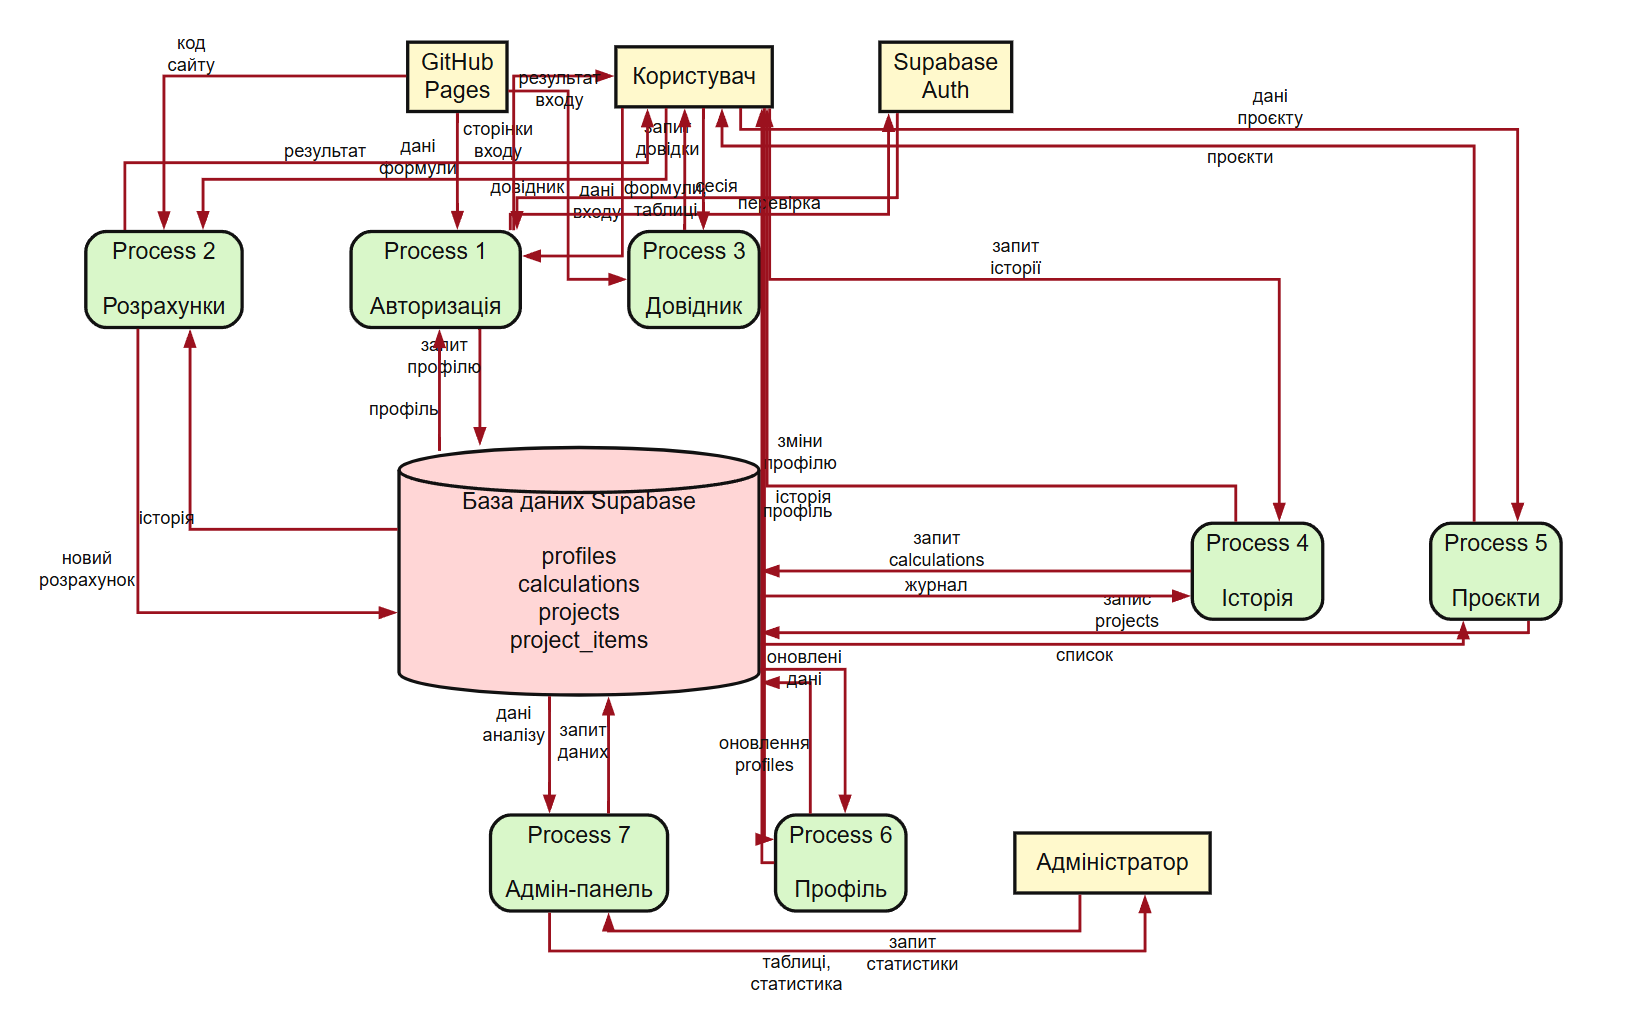 код
сайту
GitHub
Pages
результат
входу
Користувач
Supabase
Auth
дані
проєкту
проєкти
сторінки
входу
запит
довідки
результат
дані
формули
довідник
дані
входу
формули,
таблиці
сесія
перевірка
Process 2
Розрахунки
Process 1
Авторизація
Process 3
Довідник
запит
історії
запит
профілю
профіль
зміни
профілю
історія
профіль
База даних Supabase
profiles
calculations
projects
project_items
історія
новий
розрахунок
запит
calculations
журнал
запис
projects
список
Process 4
Історія
Process 5
Проєкти
оновлені
дані
дані
аналізу
запит
даних
оновлення
profiles
Process 7
Адмін-панель
Process 6
Профіль
Адміністратор
запит
статистики
таблиці,
статистика